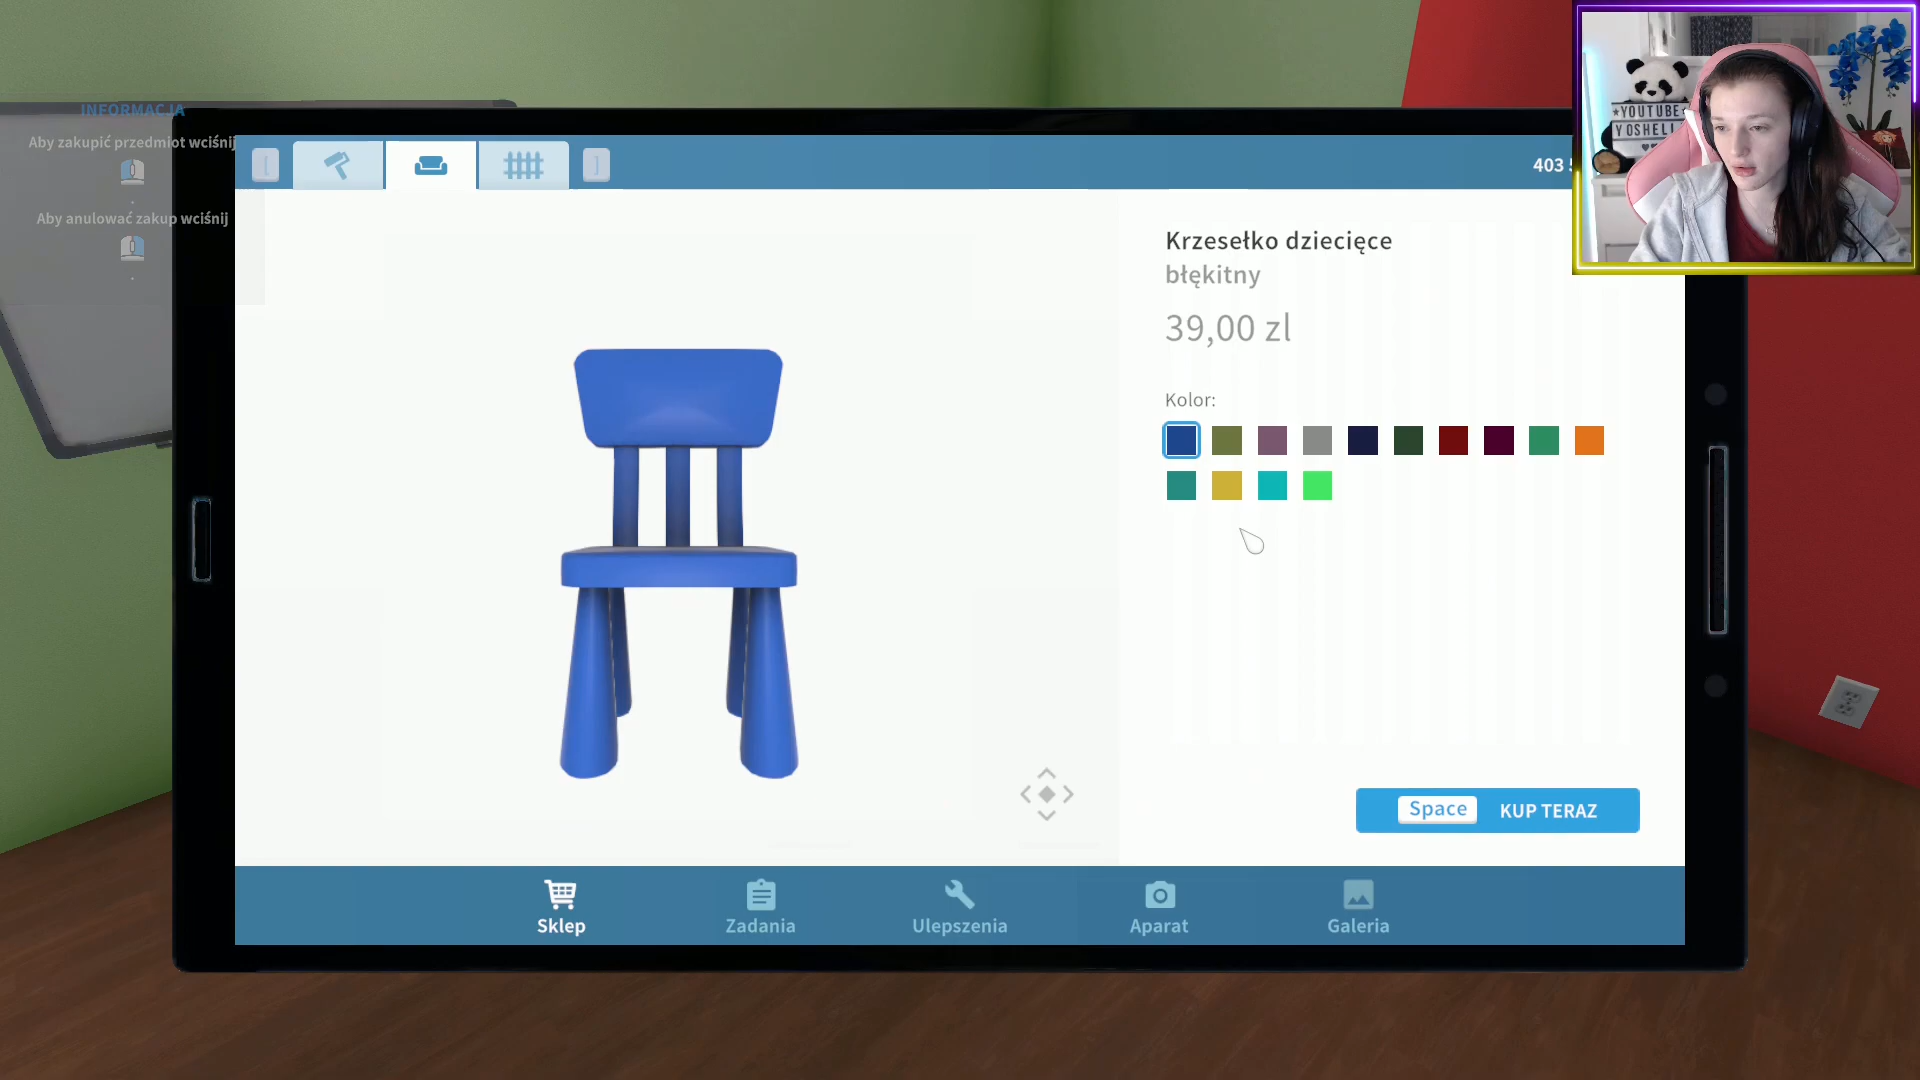 INFORMACJA
Aby zakupić przedmiot wciśnij
.
Aby anulować zakup wciśnij
.
[
]
403
Krzesełko dziecięce
błękitny
39,00 zl
Kolor:
Space KUP TERAZ
Sklep
Zadania
Ulepszenia
Aparat
Galeria
★YOUTUBE
YOSHELL